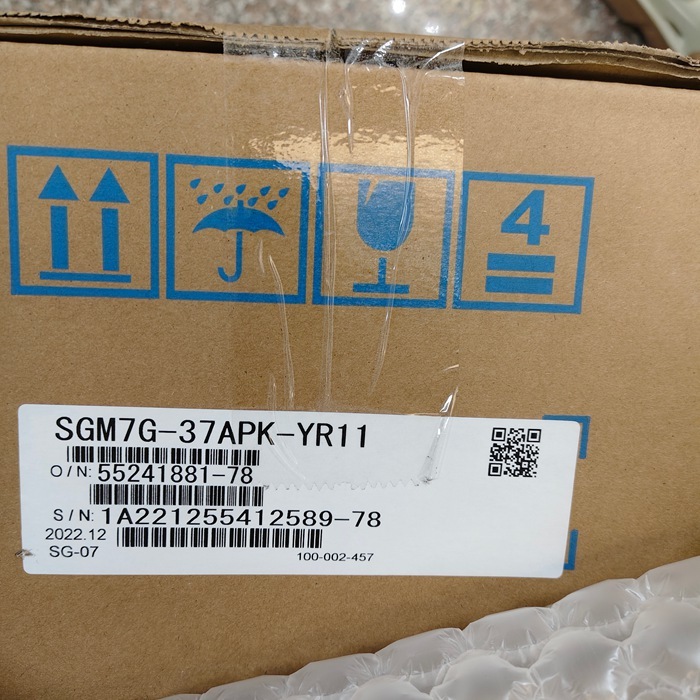 4
SGM7G-37APK-YR11
O/N: 55241881-78
S/N: 1A221255412589-78
2022.12
SG-07
100-002-457